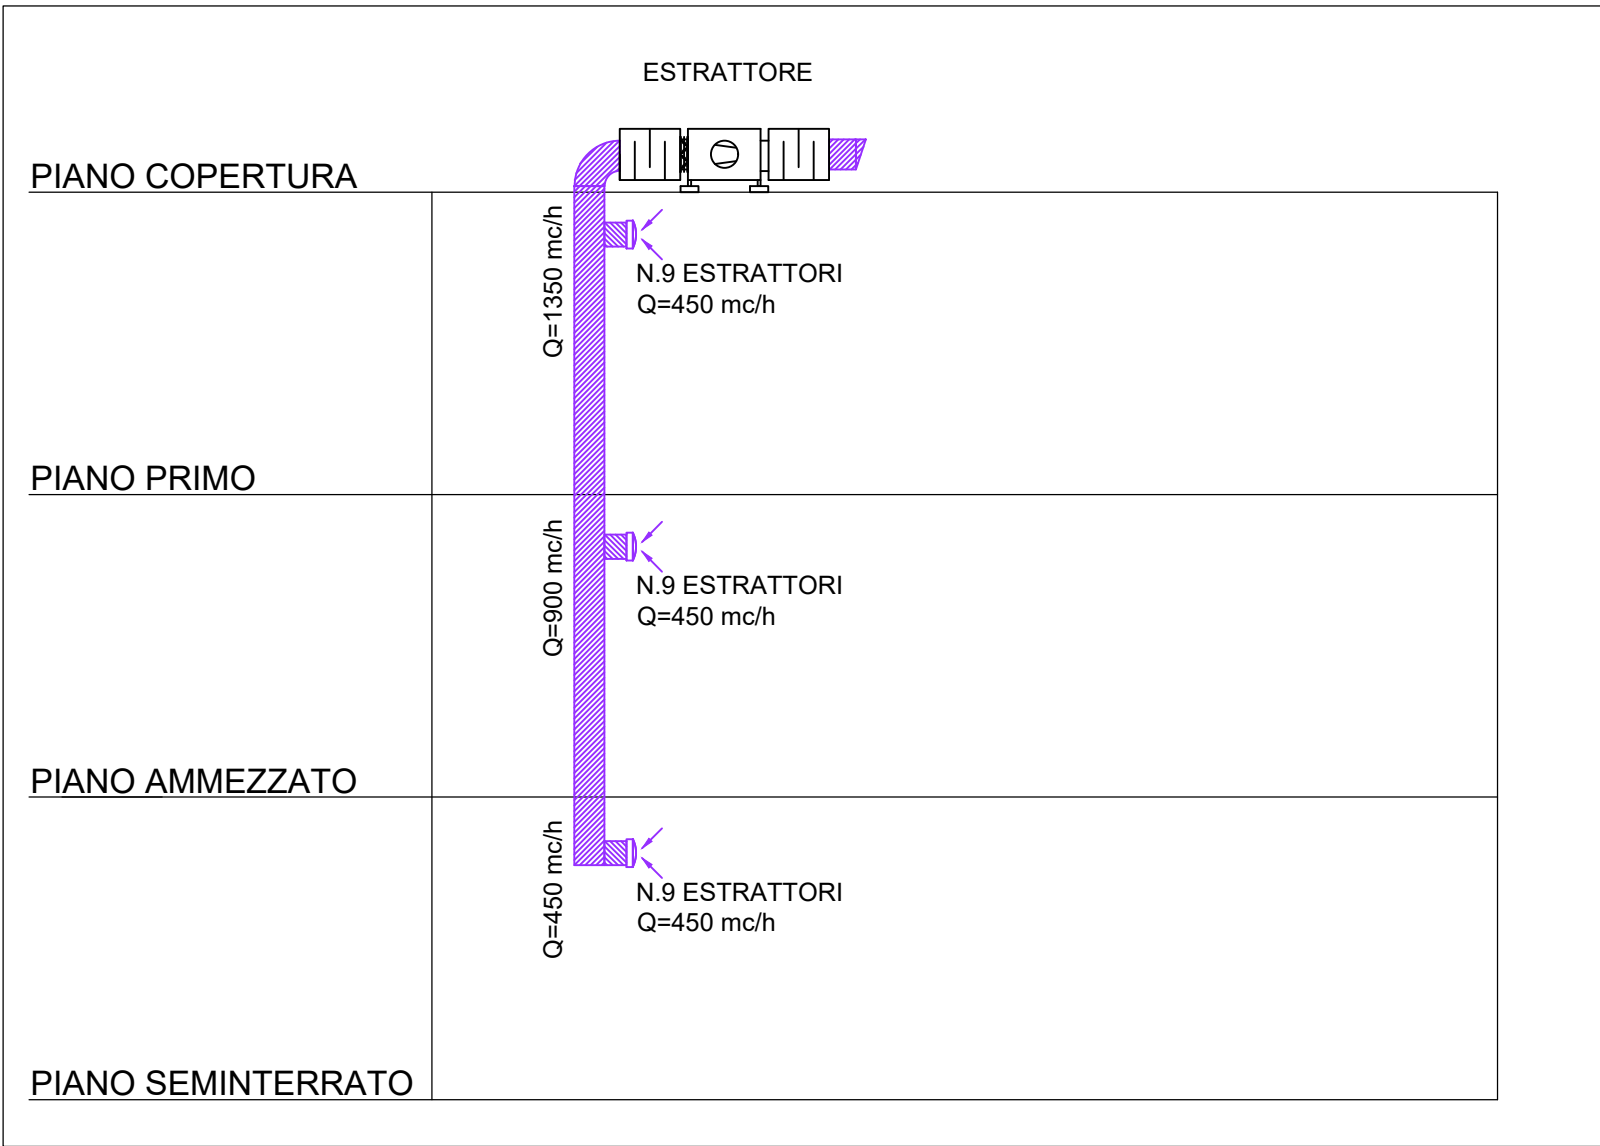 ESTRATTORE
PIANO COPERTURA
Q=1350 mc/h
N.9 ESTRATTORI
Q=450 mc/h
PIANO PRIMO
Q=900 mc/h
N.9 ESTRATTORI
Q=450 mc/h
PIANO AMMEZZATO
Q=450 mc/h
N.9 ESTRATTORI
Q=450 mc/h
PIANO SEMINTERRATO